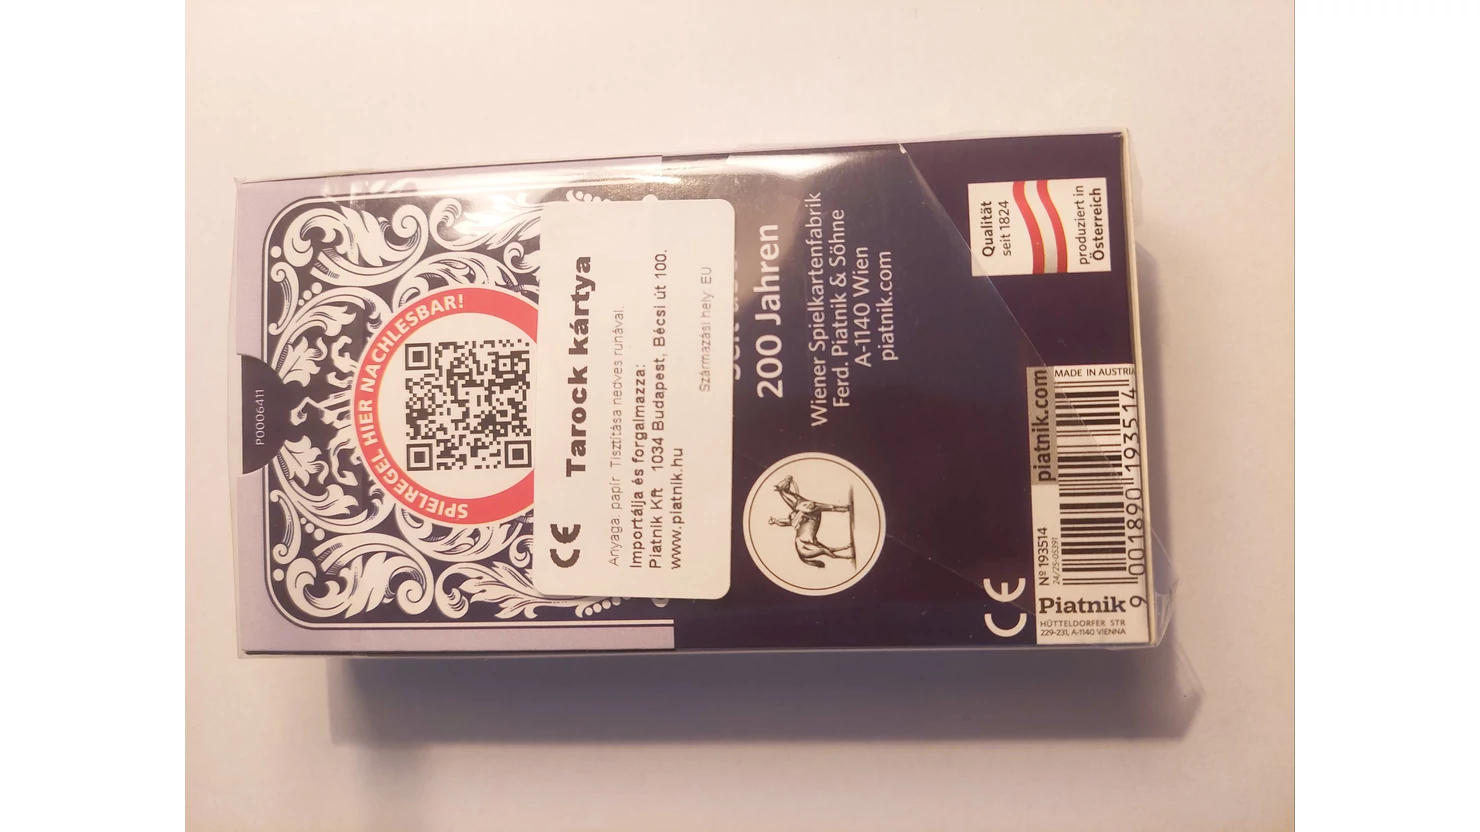 P0006411
SPIELREGEL HIER NACHLESBAR!
CE
Tarock kártya
Anyaga: papír Tisztítása nedves ruhával.
Importálja és forgalmazza:
Piatnik Kft 1034 Budapest, Bécsi út 100.
www.piatnik.hu
Származási hely: EU
200 Jahren
Wiener Spielkartenfabrik
Ferd. Piatnik & Söhne
A-1140 Wien
piatnik.com
Qualität
seit 1824
produziert in
Österreich
CE
piatnik.com
MADE IN AUSTRIA
Nº 193514
24/25-05391
9 001890 193514
Piatnik
HÜTTELDORFER STR
229-231, A-1140 VIENNA